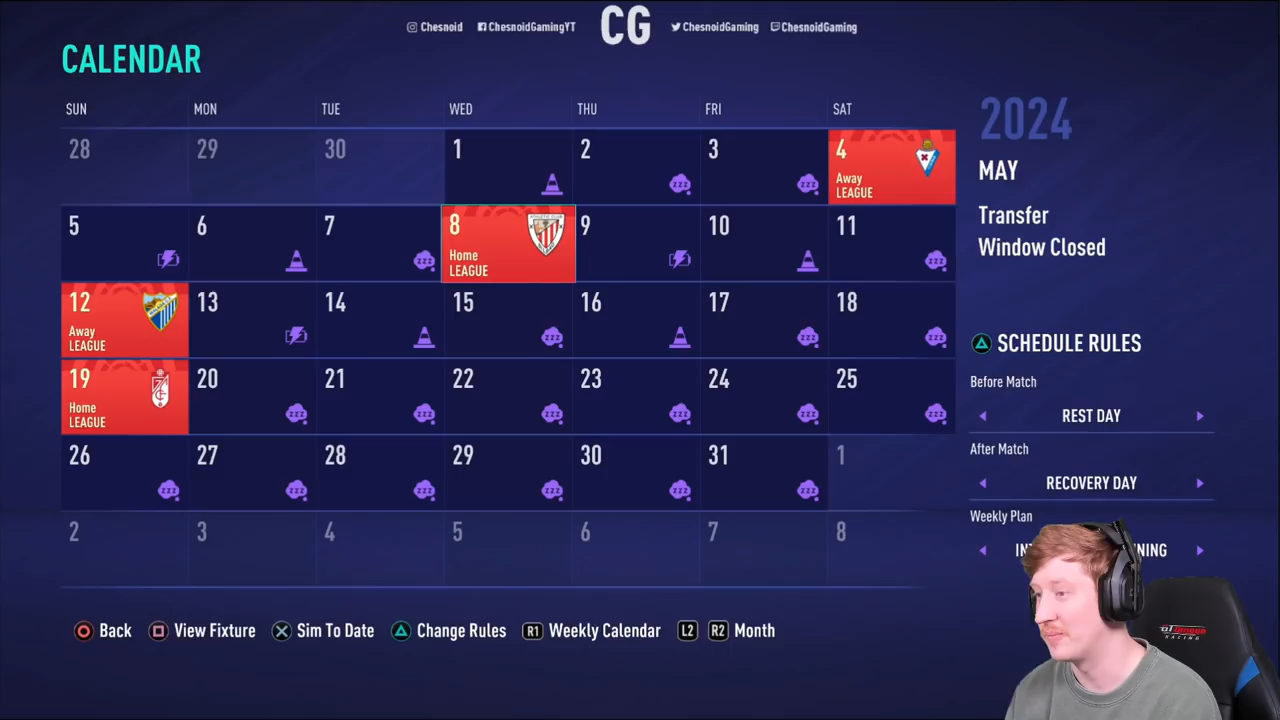 Chesnoid ChesnoidGamingYT CG ChesnoidGaming ChesnoidGaming
CALENDAR
SUN MON TUE WED THU FRI SAT
28 29 30 1 2 3 4
Away
LEAGUE
5 6 7 8 9 10 11
Home
LEAGUE
12 13 14 15 16 17 18
Away
LEAGUE
19 20 21 22 23 24 25
Home
LEAGUE
26 27 28 29 30 31 1
2 3 4 5 6 7 8
2024
MAY
Transfer
Window Closed
SCHEDULE RULES
Before Match
REST DAY
After Match
RECOVERY DAY
Weekly Plan
Back View Fixture Sim To Date Change Rules R1 Weekly Calendar L2 R2 Month
RACING